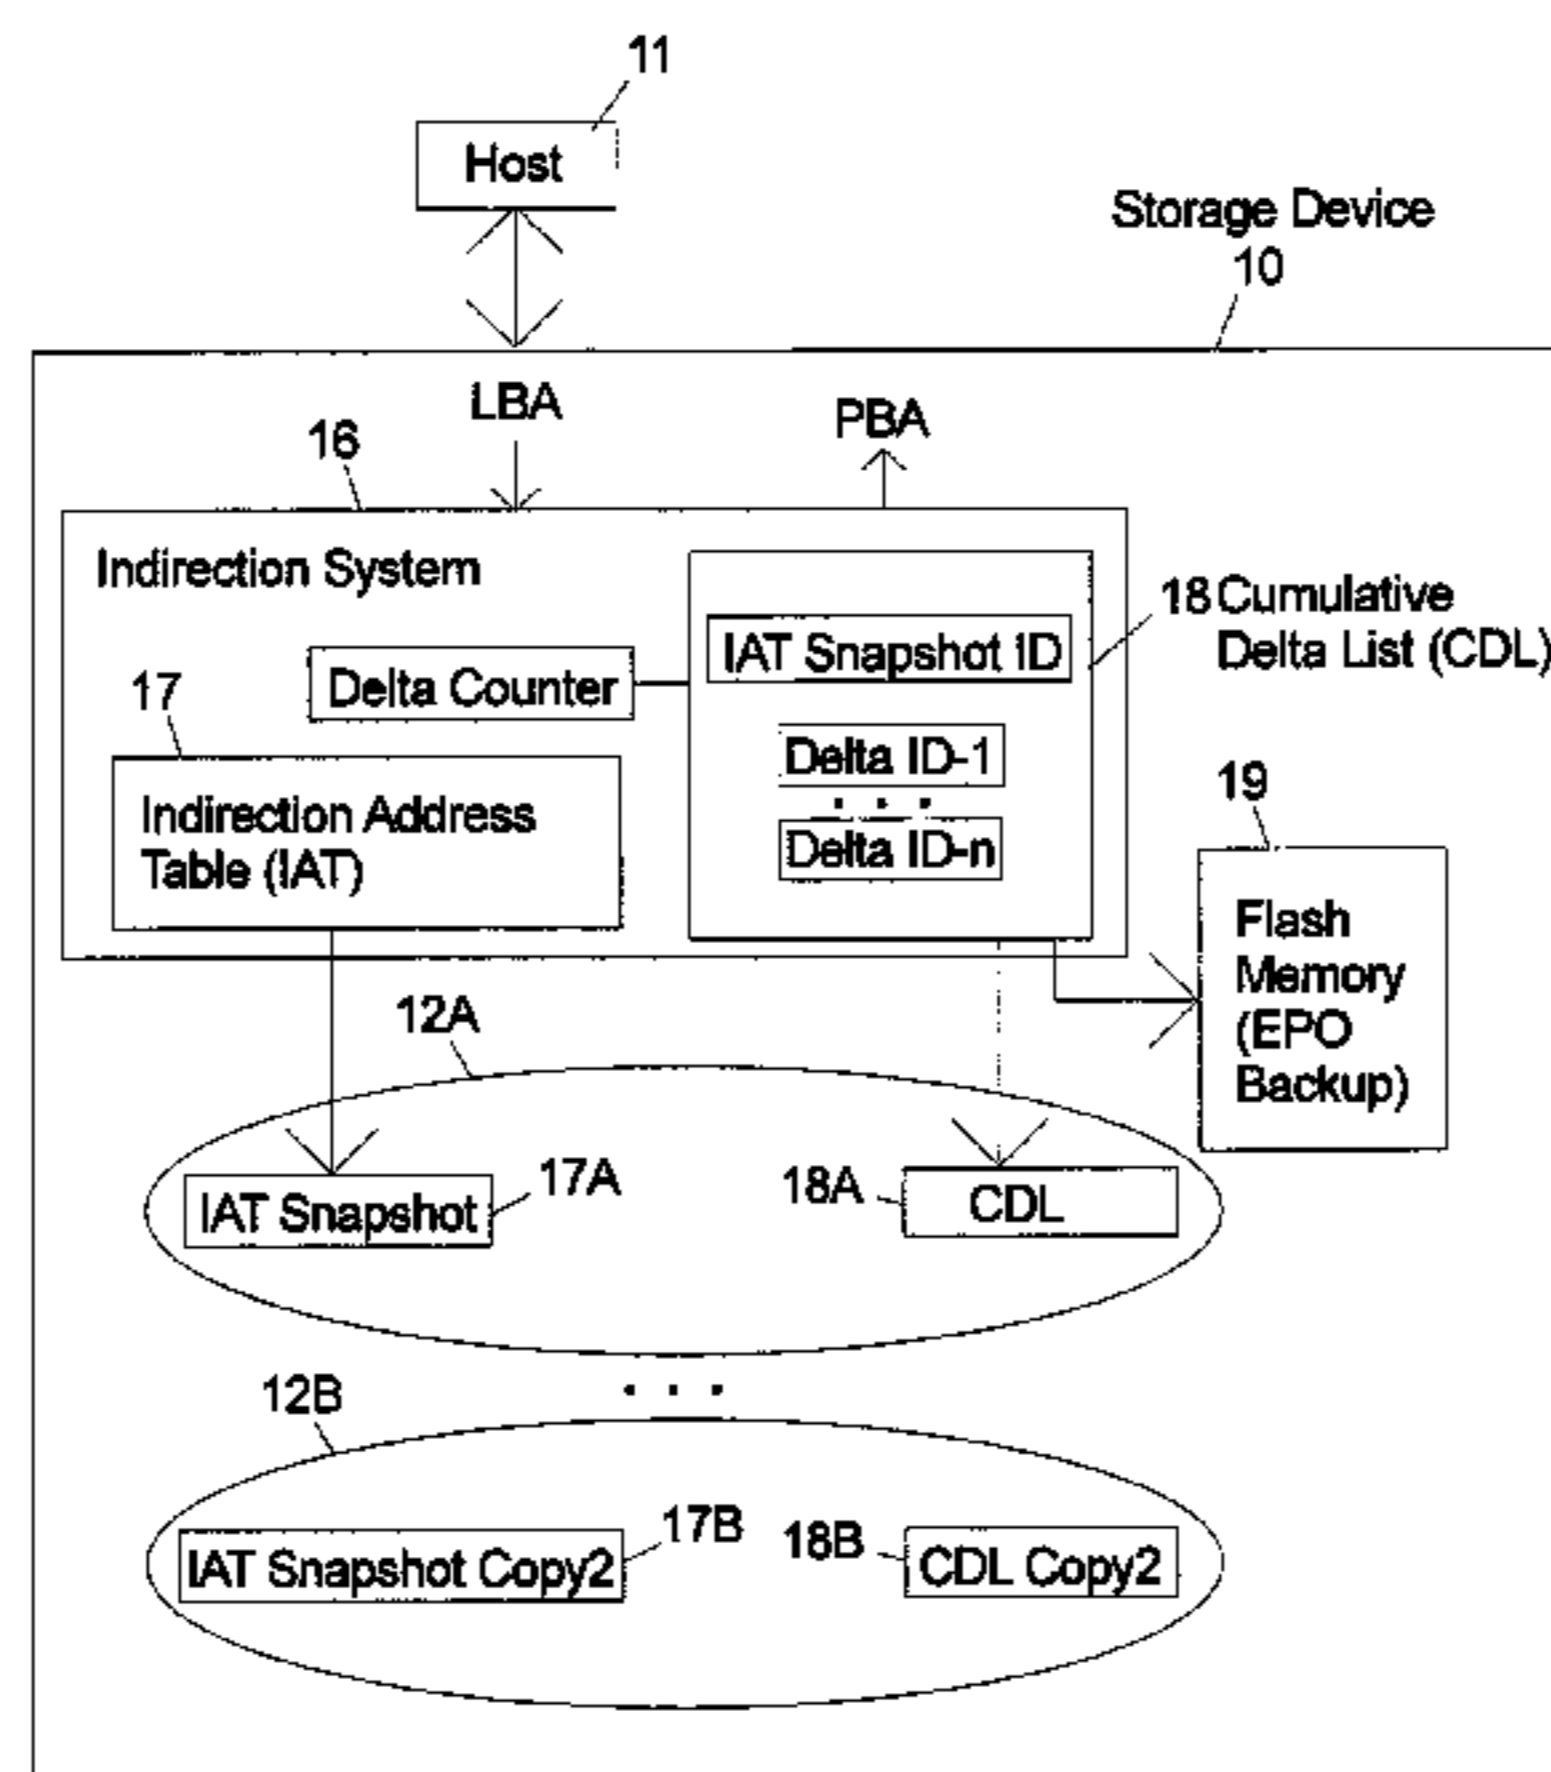 11
Host
Storage Device
10
LBA
PBA
16
Indirection System
IAT Snapshot ID
18 Cumulative
Delta List (CDL)
Delta Counter
17
Delta ID-1
. . .
Indirection Address
Table (IAT)
Delta ID-n
19
Flash
Memory
(EPO
Backup)
12A
IAT Snapshot
17A
18A
CDL
. . .
12B
IAT Snapshot Copy2
17B
18B
CDL Copy2